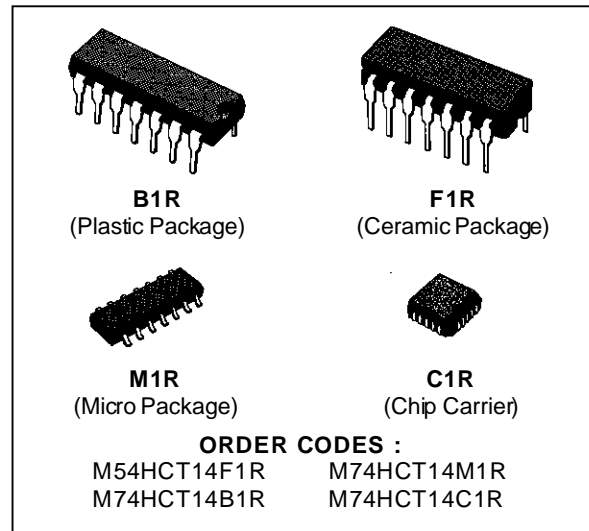 B1R
(Plastic Package)
F1R
(Ceramic Package)
M1R
(Micro Package)
C1R
(Chip Carrier)
ORDER CODES :
M54HCT14F1R M74HCT14M1R
M74HCT14B1R M74HCT14C1R